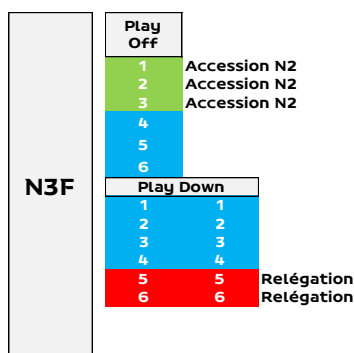 Play
Off
1 Accession N2
2 Accession N2
3 Accession N2
4
5
6
N3F
Play Down
1 1
2 2
3 3
4 4
5 5 Relégation
6 6 Relégation